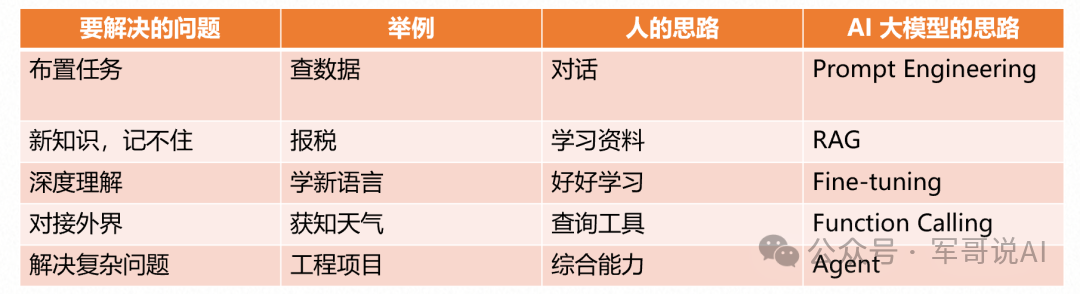 要解决的问题 举例 人的思路 AI 大模型的思路
布置任务 查数据 对话 Prompt Engineering
新知识，记不住 报税 学习资料 RAG
深度理解 学新语言 好好学习 Fine-tuning
对接外界 获知天气 查询工具 Function Calling
解决复杂问题 工程项目 综合能力 Agent
公众号 · 军哥说AI